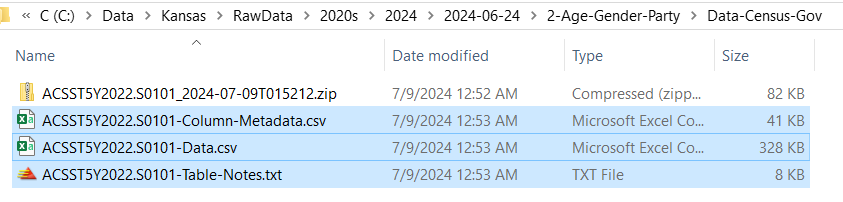 C (C:) > Data > Kansas > RawData > 2020s > 2024 > 2024-06-24 > 2-Age-Gender-Party > Data-Census-Gov
Name Date modified Type Size
ACSST5Y2022.S0101_2024-07-09T015212.zip 7/9/2024 12:52 AM Compressed (zipp... 82 KB
ACSST5Y2022.S0101-Column-Metadata.csv 7/9/2024 12:53 AM Microsoft Excel Co... 41 KB
ACSST5Y2022.S0101-Data.csv 7/9/2024 12:53 AM Microsoft Excel Co... 328 KB
ACSST5Y2022.S0101-Table-Notes.txt 7/9/2024 12:53 AM TXT File 8 KB